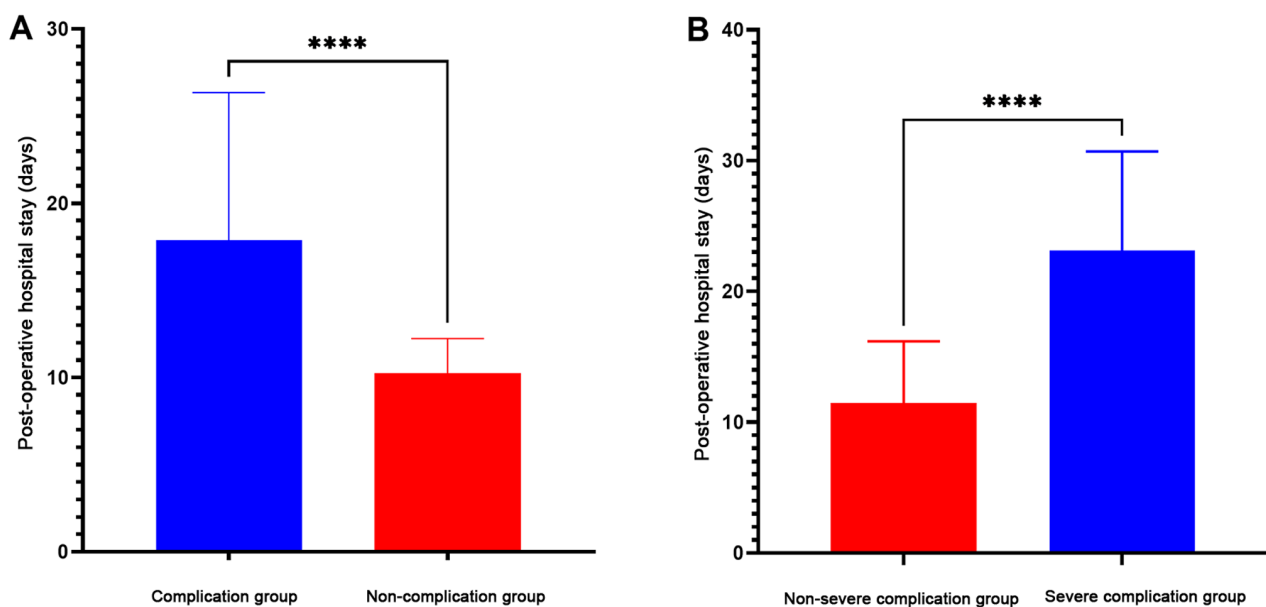 A
Post-operative hospital stay (days)
30
20
10
0
****
Complication group
Non-complication group
B
Post-operative hospital stay (days)
40
30
20
10
0
****
Non-severe complication group
Severe complication group